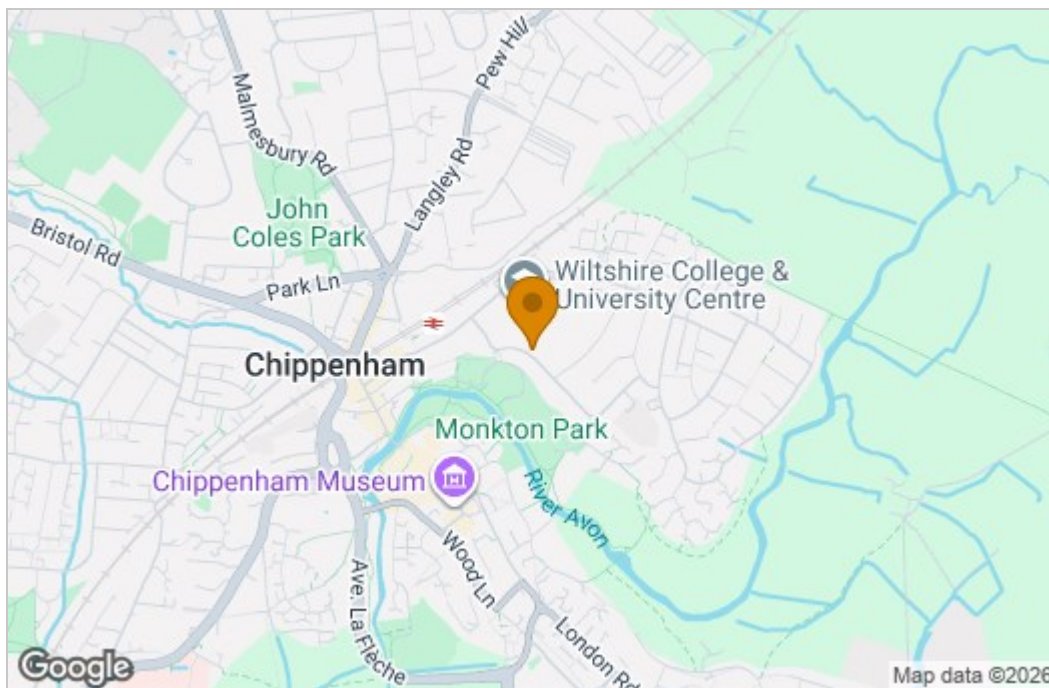 Pew Hill
Malmesbury Rd
Langley Rd
John
Coles Park
Bristol Rd
Park Ln
Wiltshire College &
University Centre
Chippenham
Monkton Park
Chippenham Museum
River Avon
Wood Ln
Ave. La Flèche
London Rd
Google
Map data ©2026